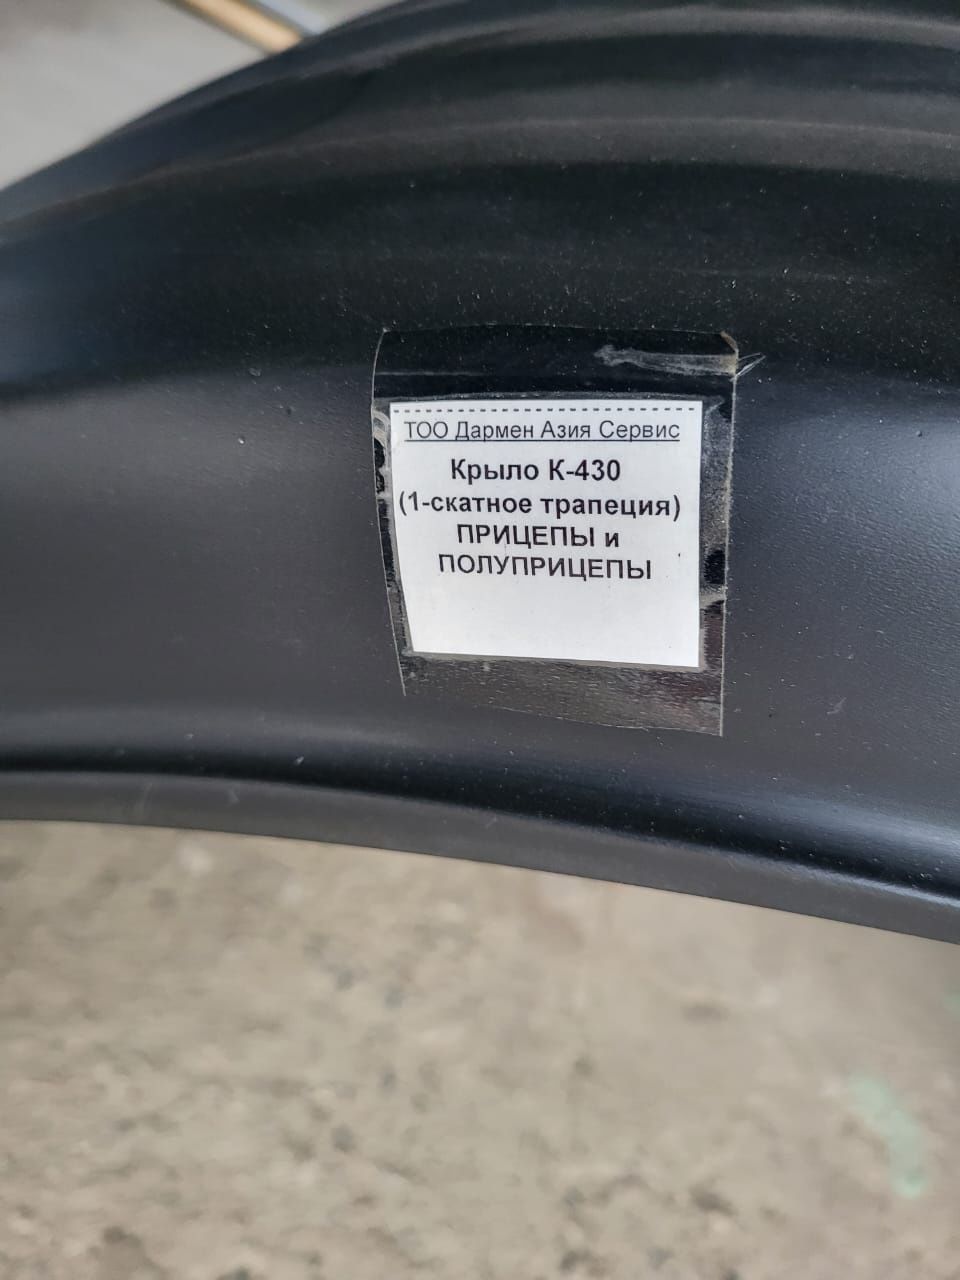 ТОО Дармен Азия Сервис
Крыло К-430
(1-скатное трапеция)
ПРИЦЕПЫ и
ПОЛУПРИЦЕПЫ